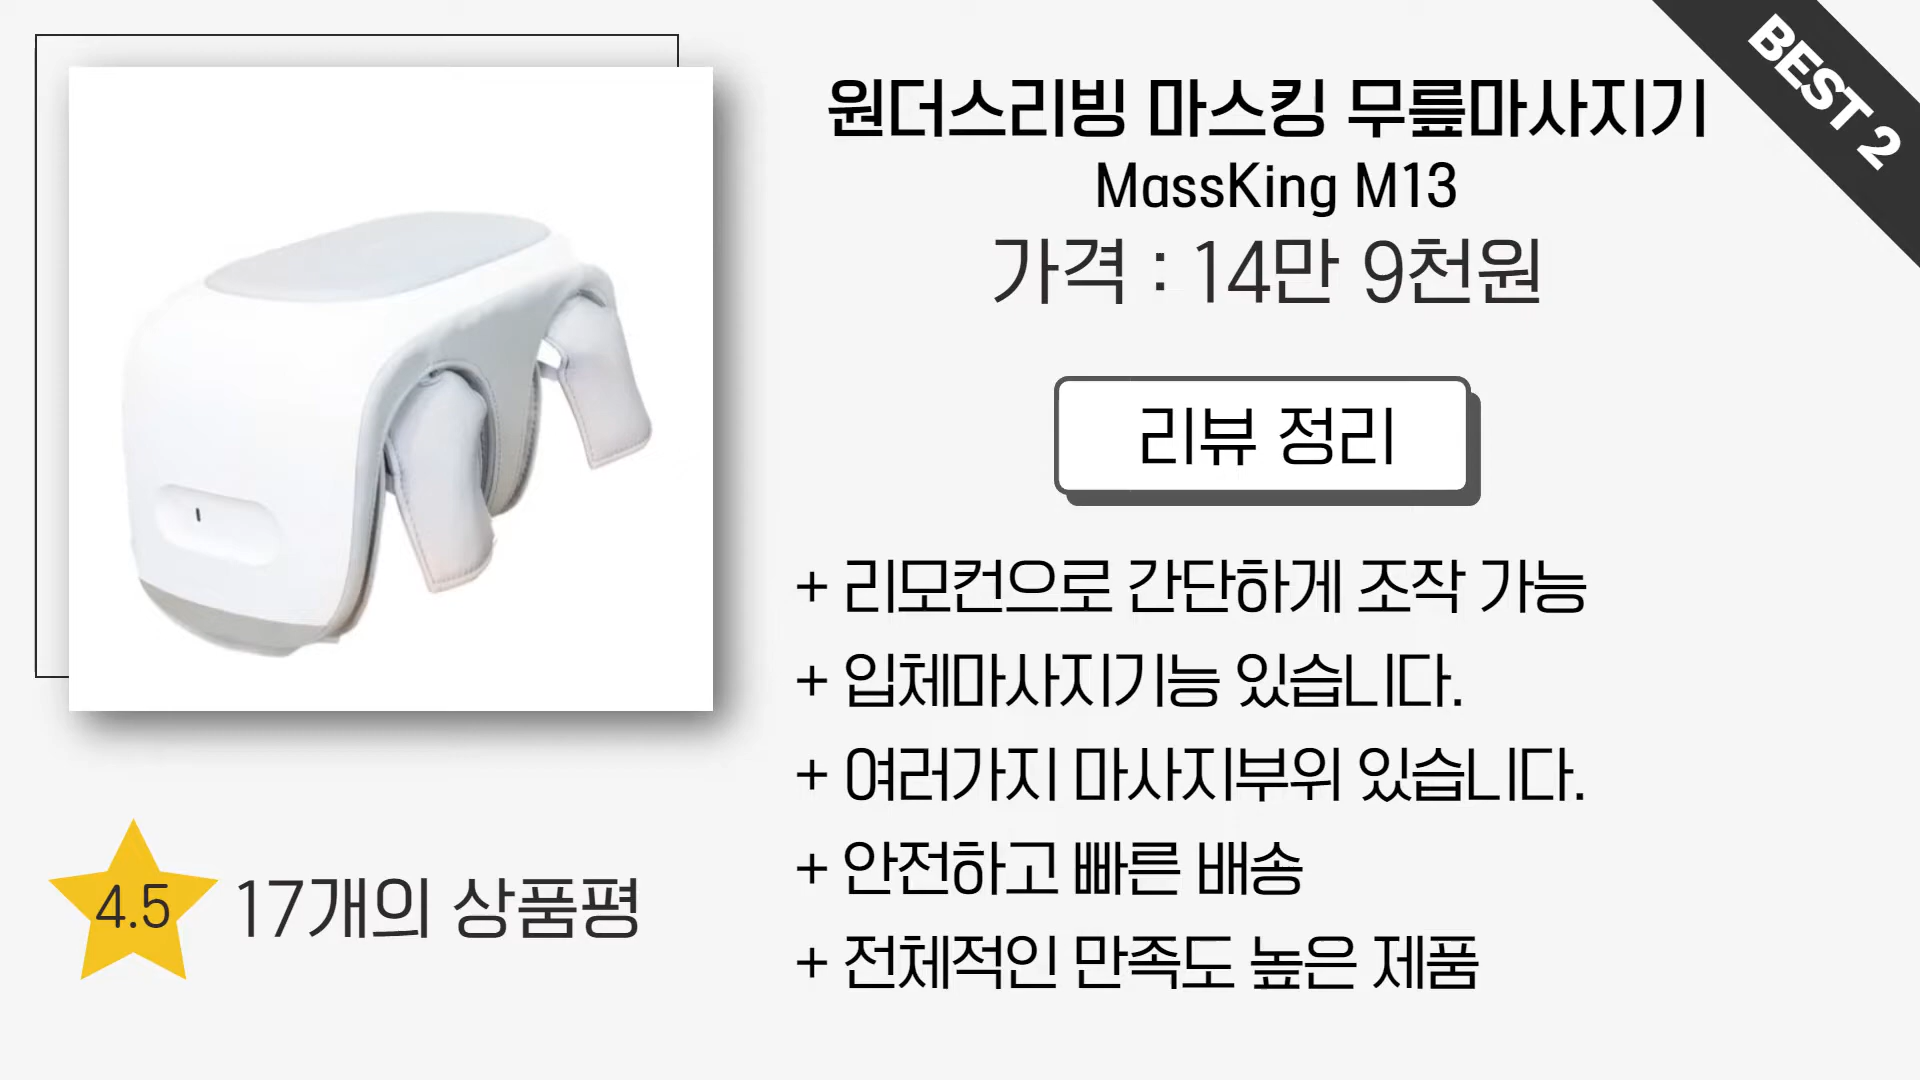 BEST 2
원더스리빙 마스킹 무릎마사지기
MassKing M13
가격 : 14만 9천원
리뷰 정리
+ 리모컨으로 간단하게 조작 가능
+ 입체마사지기능 있습니다.
+ 여러가지 마사지부위 있습니다.
+ 안전하고 빠른 배송
+ 전체적인 만족도 높은 제품
4.5 17개의 상품평